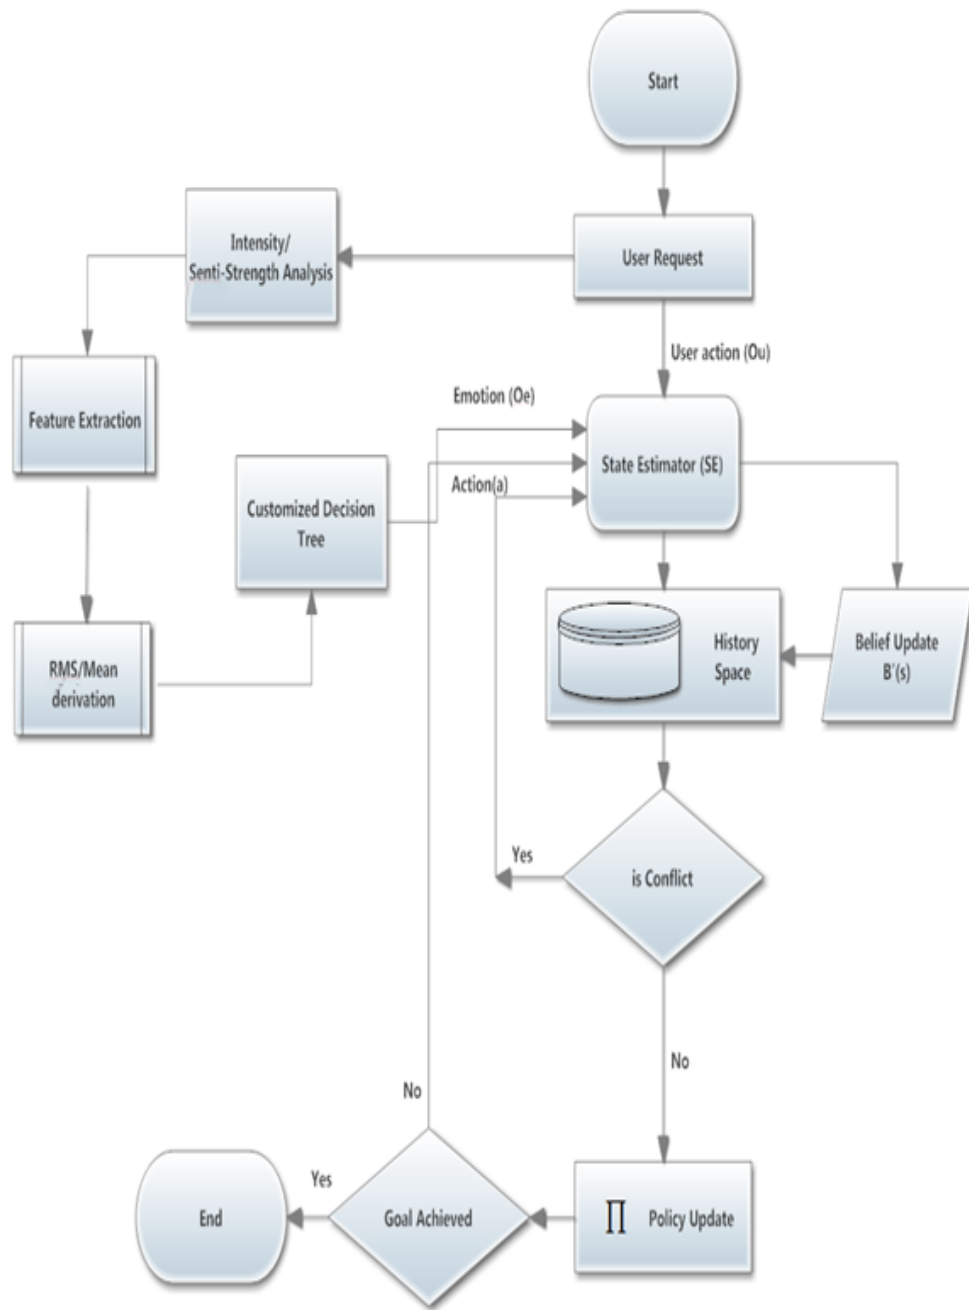 Start
User Request
Intensity/
Senti-Strength Analysis
User action (Ou)
Feature Extraction
Emotion (Oe)
State Estimator (SE)
Action(a)
Customized Decision
Tree
RMS/Mean
derivation
History
Space
Belief Update
B'(s)
Yes
is Conflict
No
No
Yes
End
Goal Achieved
∏ Policy Update